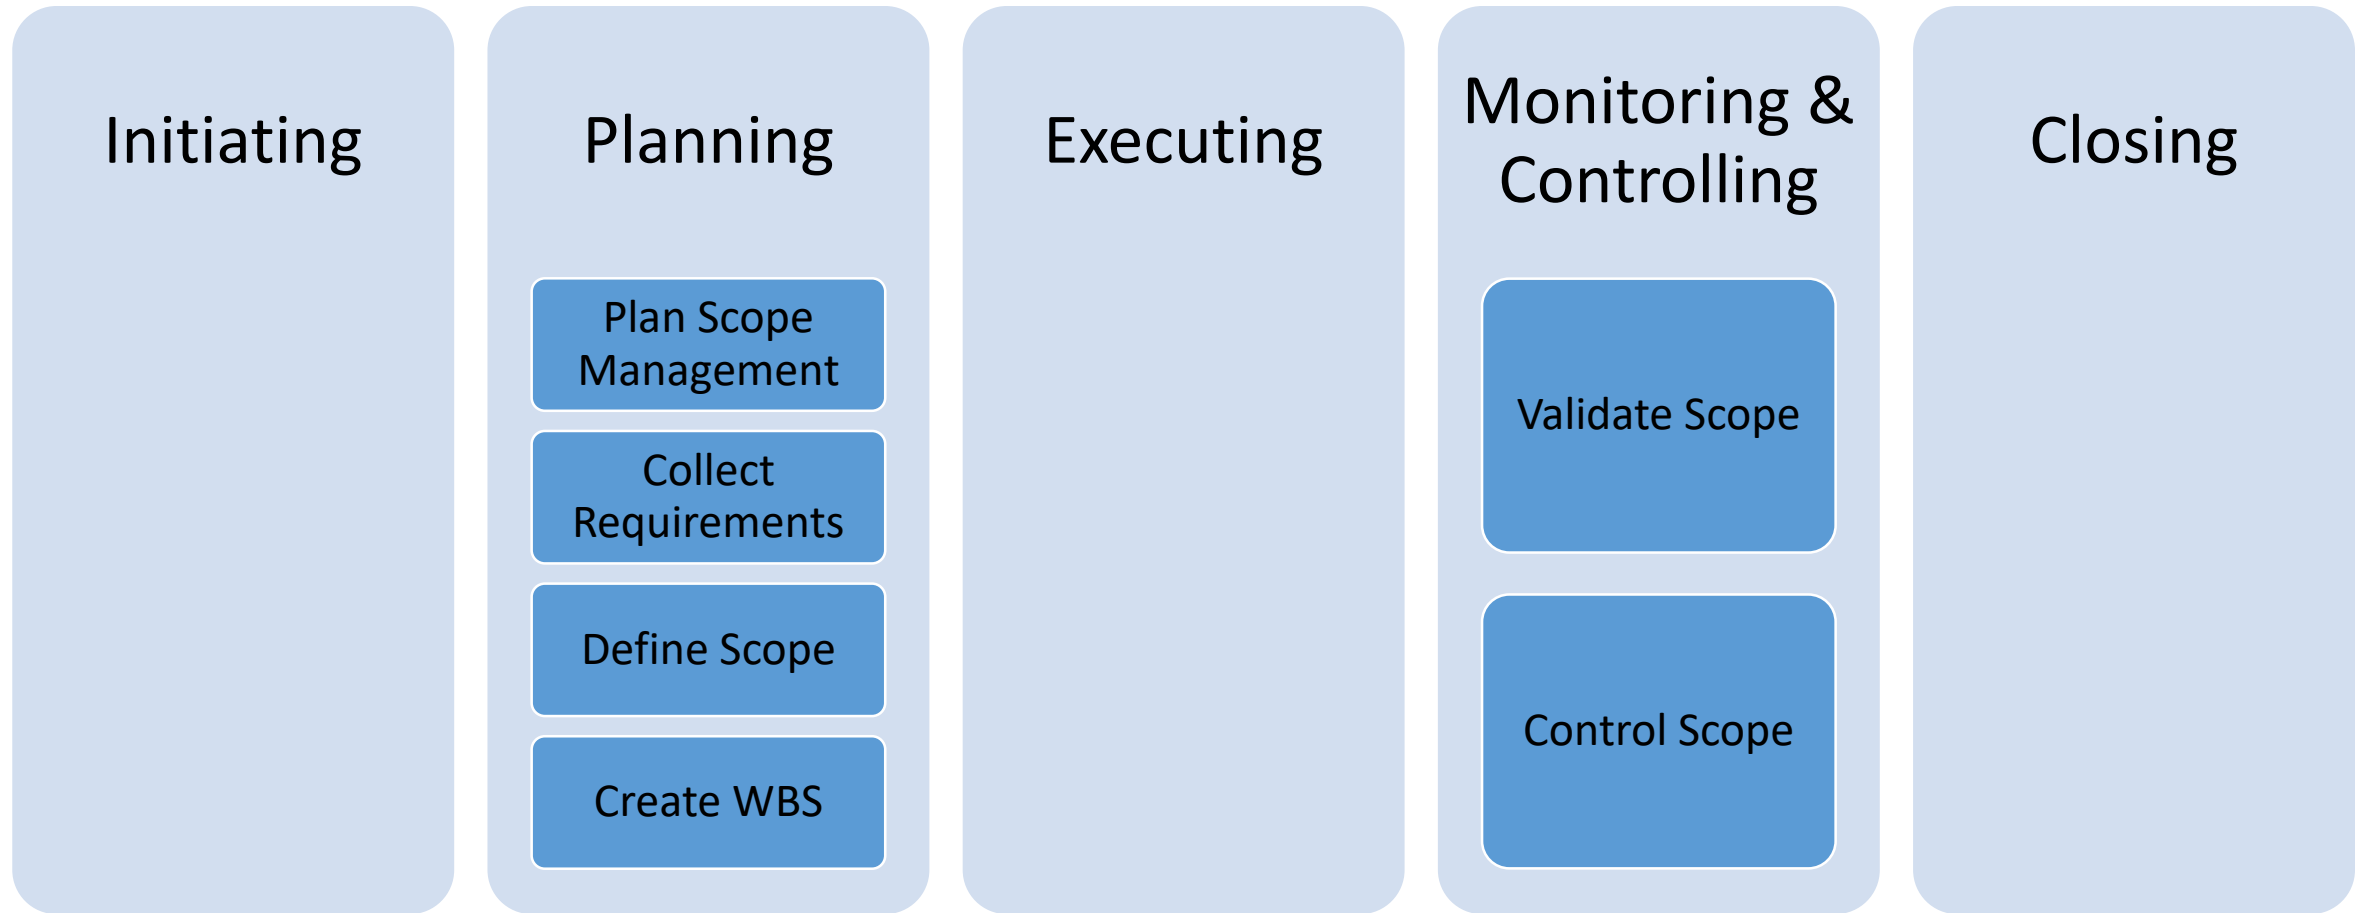 Initiating
Planning
Plan Scope
Management
Collect
Requirements
Define Scope
Create WBS
Executing
Monitoring &
Controlling
Validate Scope
Control Scope
Closing